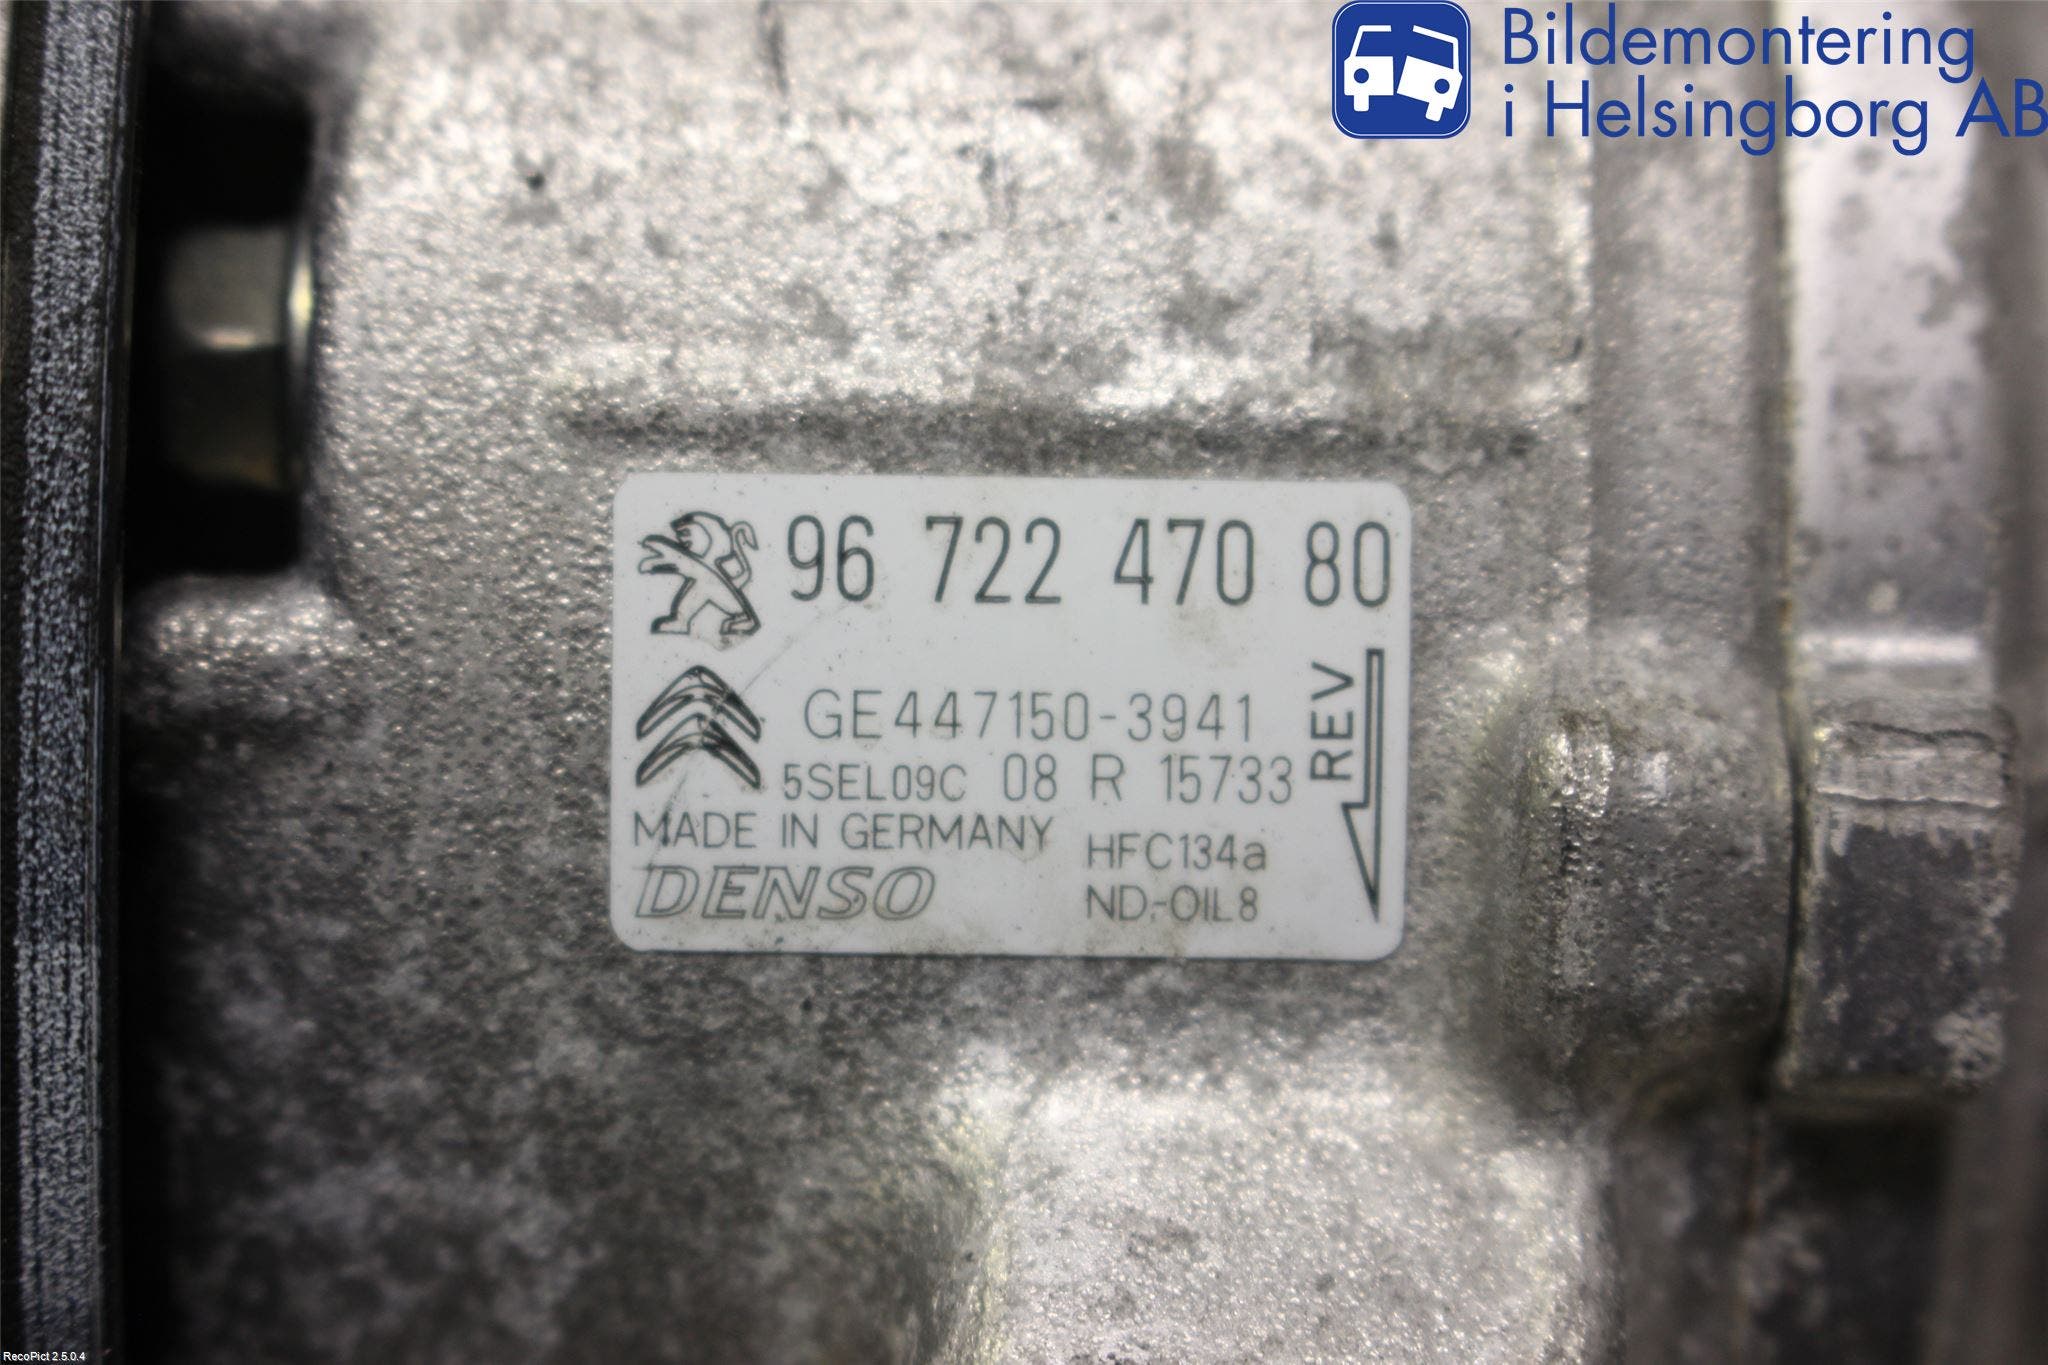 Bildemontering
i Helsingborg AB
96 722 470 80
GE447150-3941
5SEL09C 08 R 15733
REV
MADE IN GERMANY
HFC134a
DENSO
ND-OIL8
RecoPict 2.5.0.4